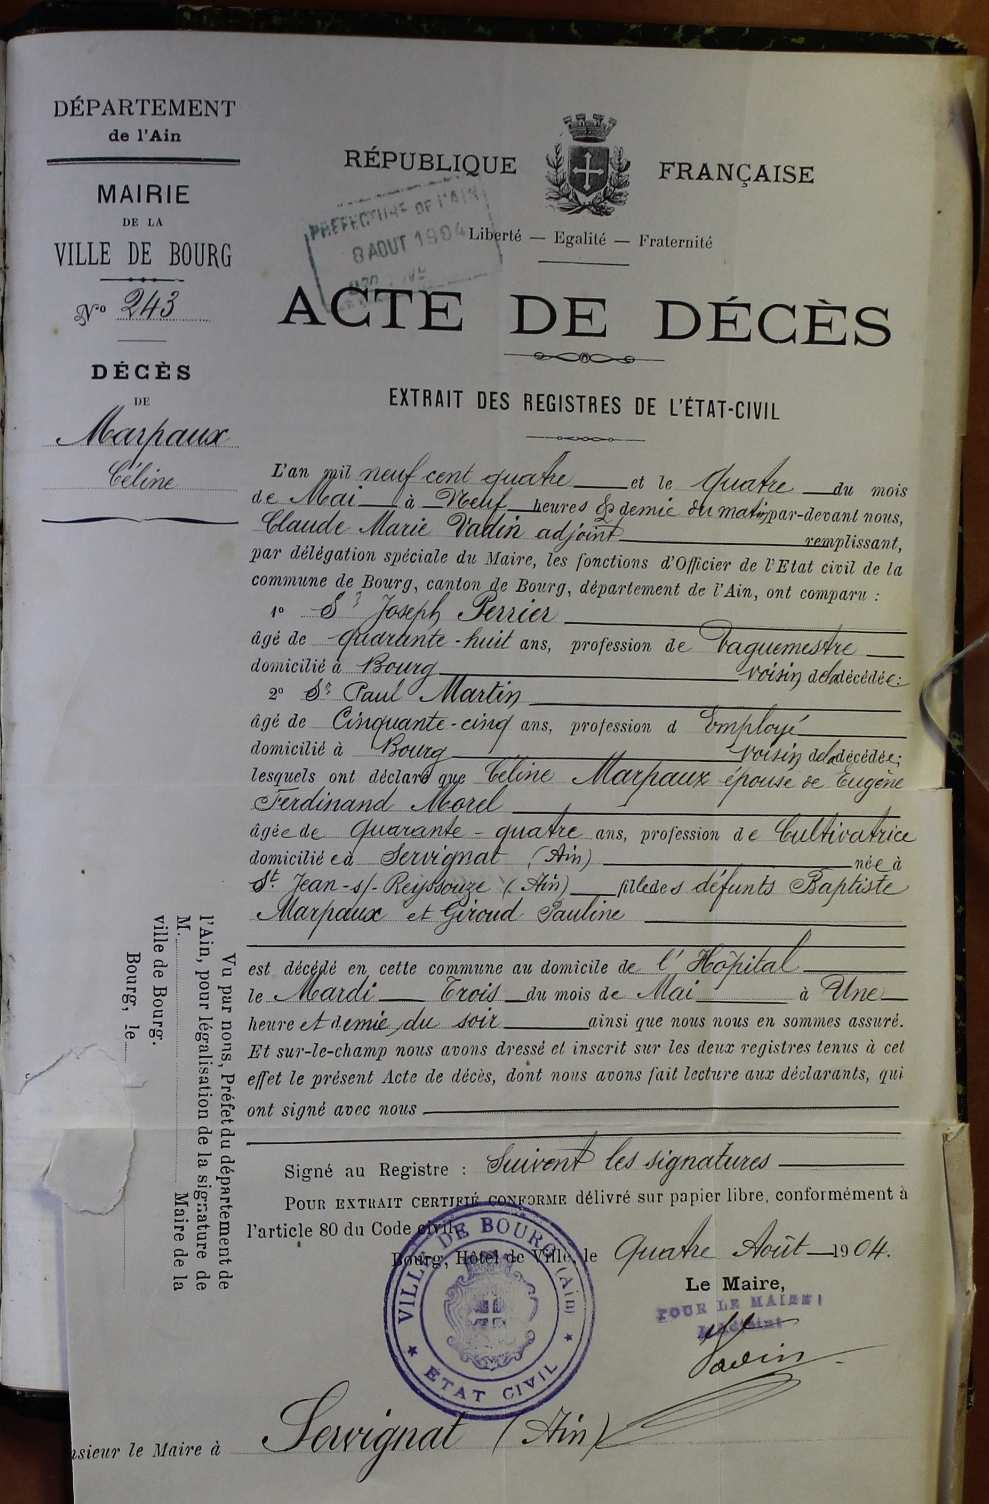 DÉPARTEMENT
de l'Ain
MAIRIE
DE LA
VILLE DE BOURG
N° 243
DÉCÈS
DE
Marpaux
Céline
RÉPUBLIQUE FRANÇAISE
PREFECTURE DE L'AIN
8 AOUT 1904
Liberté — Egalité — Fraternité
ACTE DE DÉCÈS
EXTRAIT DES REGISTRES DE L'ÉTAT-CIVIL
L'an mil neuf cent quatre et le Quatre du mois
de Mai à Neuf heures & demie du matin par-devant nous,
Claude Marie Vadin adjoint remplissant,
par délégation spéciale du Maire, les fonctions d'Officier de l'Etat civil de la
commune de Bourg, canton de Bourg, département de l'Ain, ont comparu :
1° Sr Joseph Perrier
âgé de quarante-huit ans, profession de Vaguemestre
domicilié à Bourg voisin de la décédée;
2° Sr Paul Martin
âgé de Cinquante-cinq ans, profession d Employé
domicilié à Bourg voisin de la décédée;
lesquels ont déclaré que Céline Marpaux épouse de Eugène
Ferdinand Morel
âgée de Quarante-quatre ans, profession de Cultivatrice
domiciliée à Servignat (Ain) née à
St. Jean-s/-Reyssouze (Ain) fille des défunts Baptiste
Marpaux et Giroud Pauline
est décédé en cette commune au domicile de l'Hôpital
le Mardi Trois du mois de Mai à Une
heure et demie du soir ainsi que nous nous en sommes assuré.
Et sur-le-champ nous avons dressé et inscrit sur les deux registres tenus à cet
effet le présent Acte de décès, dont nous avons fait lecture aux déclarants, qui
ont signé avec nous
Signé au Registre : Suivent les signatures
POUR EXTRAIT CERTIFIÉ CONFORME délivré sur papier libre, conformément à
l'article 80 du Code civil.
Bourg, Hôtel de Ville, le Quatre Août 1904.
Le Maire,
POUR LE MAIRE
L'Adjoint
Vadin
VILLE DE BOURG (Ain)
ÉTAT CIVIL
Vu par nous, Préfet du département de
l'Ain, pour légalisation de la signature de
M. Maire de la
ville de Bourg.
Bourg, le
nsieur le Maire à Servignat (Ain)